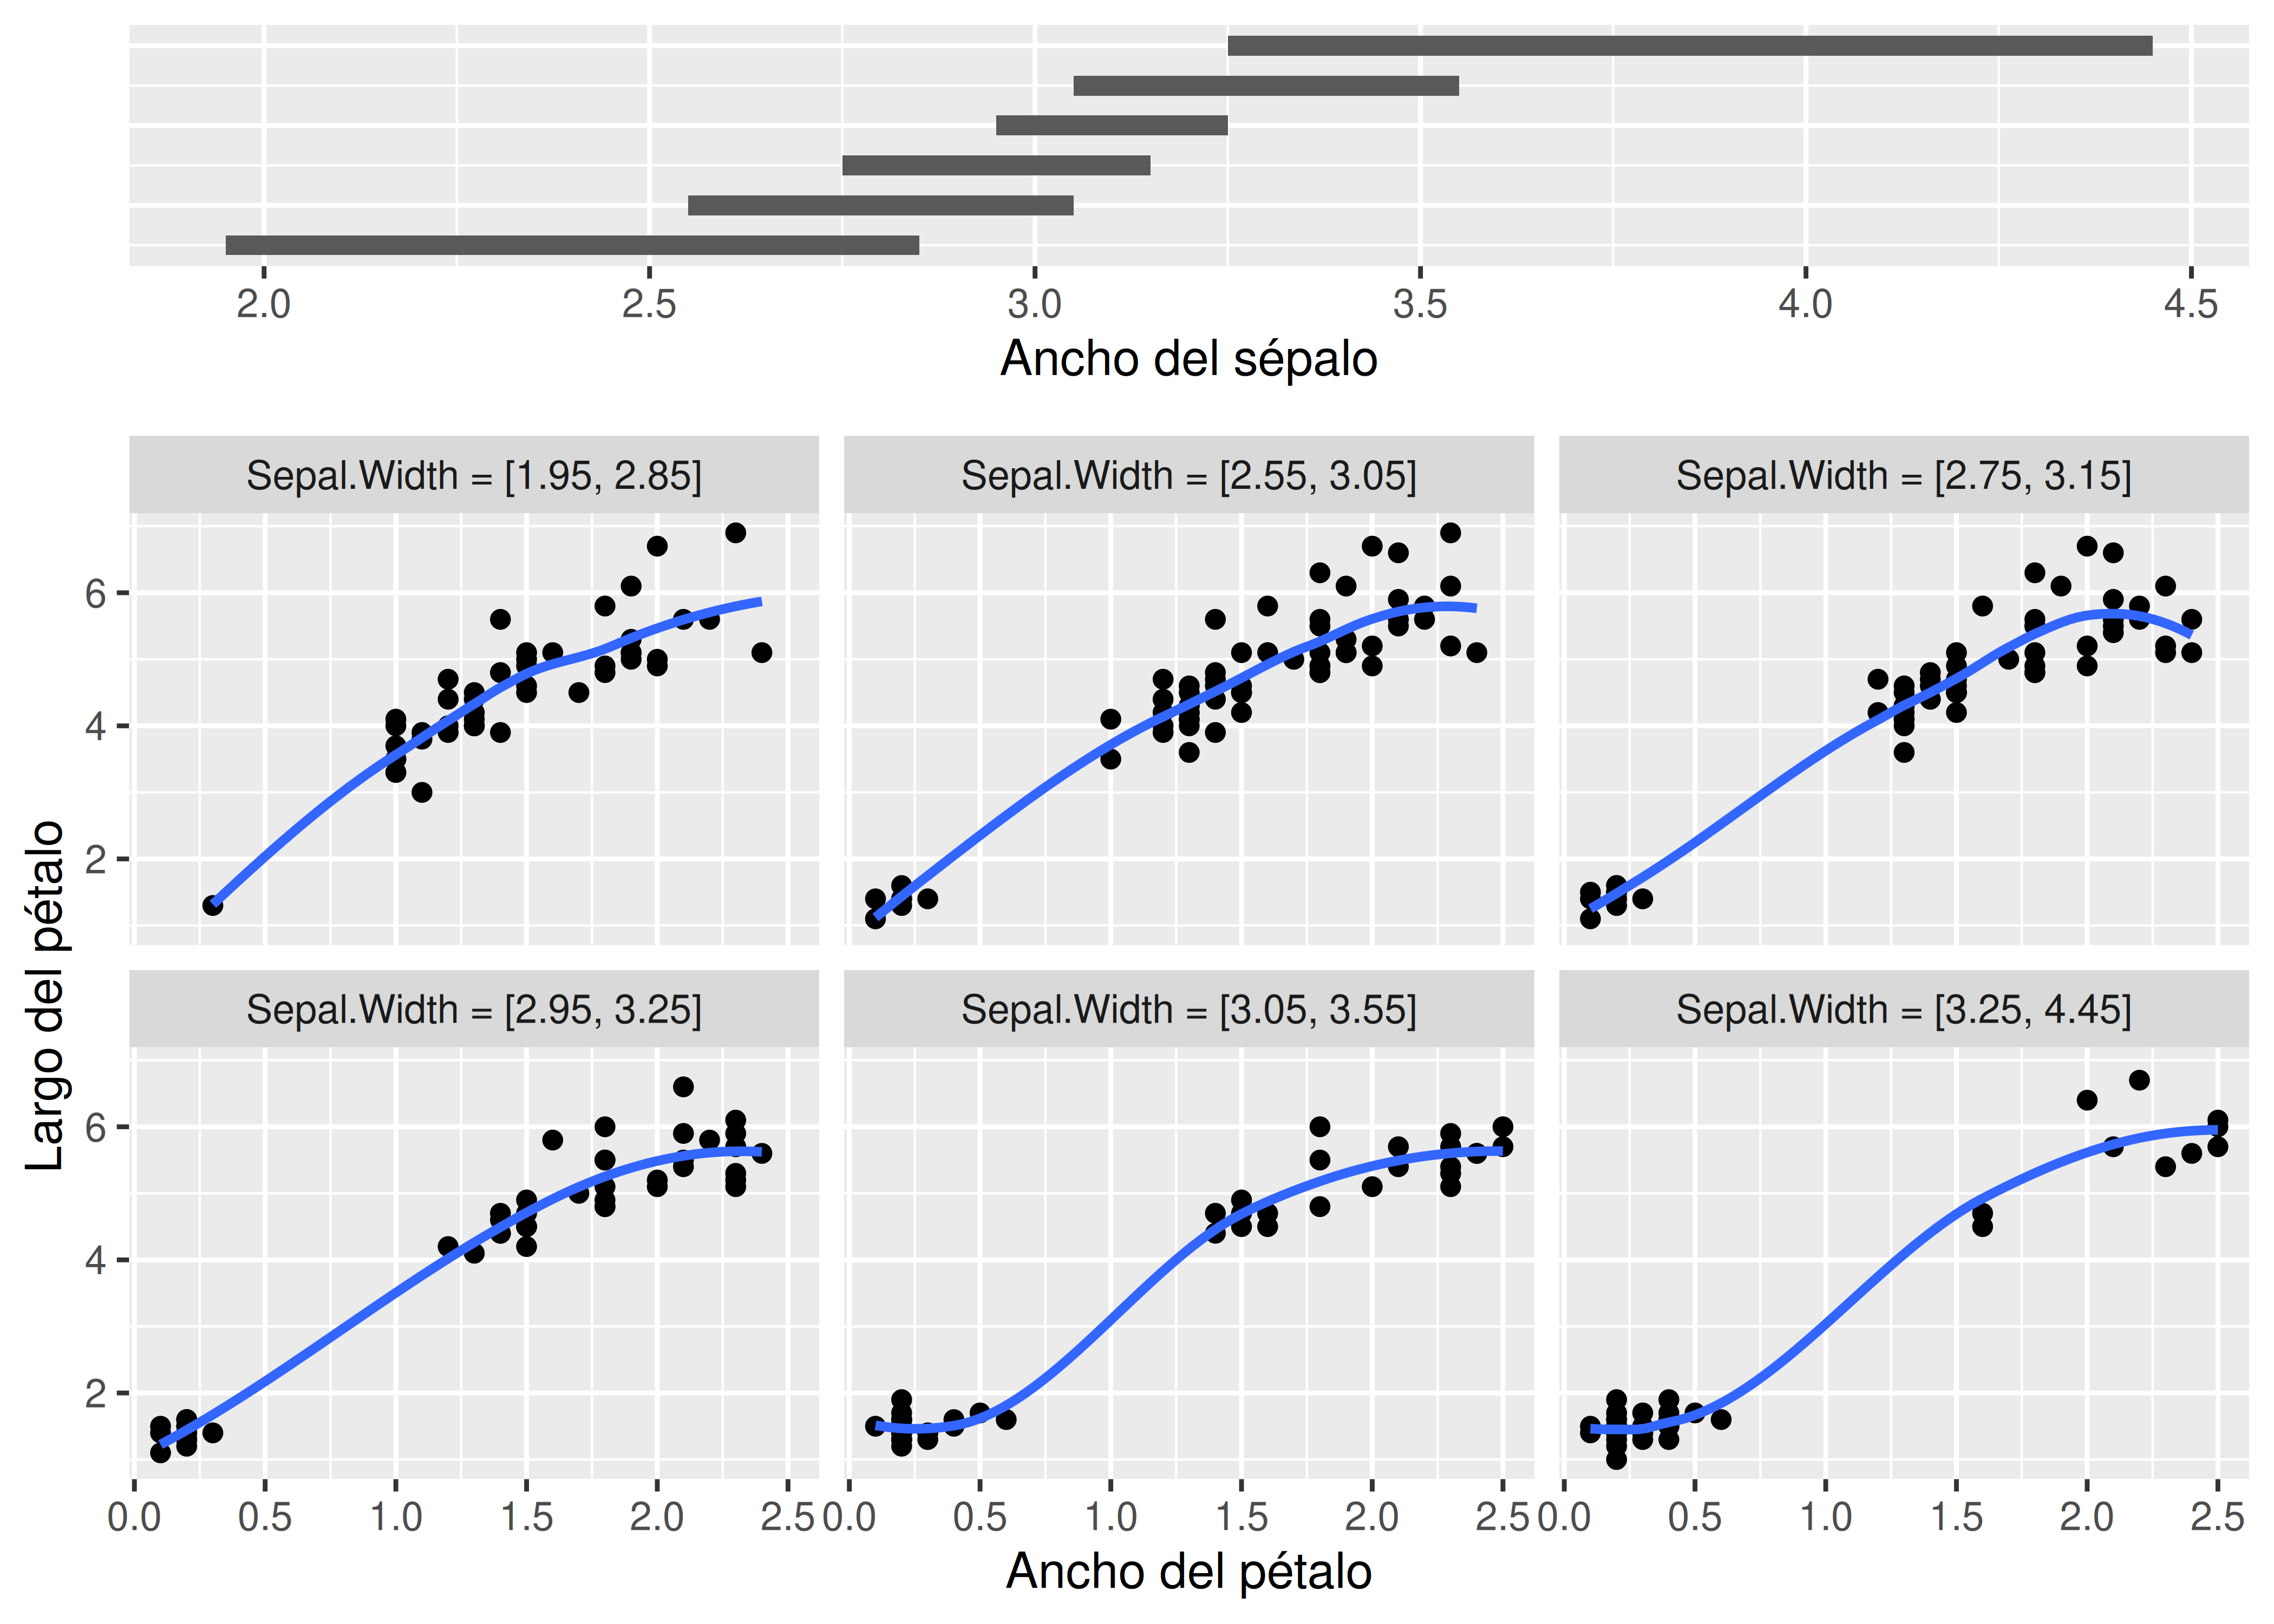 2.0 2.5 3.0 3.5 4.0 4.5
Ancho del sépalo
Sepal.Width = [1.95, 2.85] Sepal.Width = [2.55, 3.05] Sepal.Width = [2.75, 3.15]
6
4
2
Largo del pétalo
Sepal.Width = [2.95, 3.25] Sepal.Width = [3.05, 3.55] Sepal.Width = [3.25, 4.45]
6
4
2
0.0 0.5 1.0 1.5 2.0 2.5 0.0 0.5 1.0 1.5 2.0 2.5 0.0 0.5 1.0 1.5 2.0 2.5
Ancho del pétalo